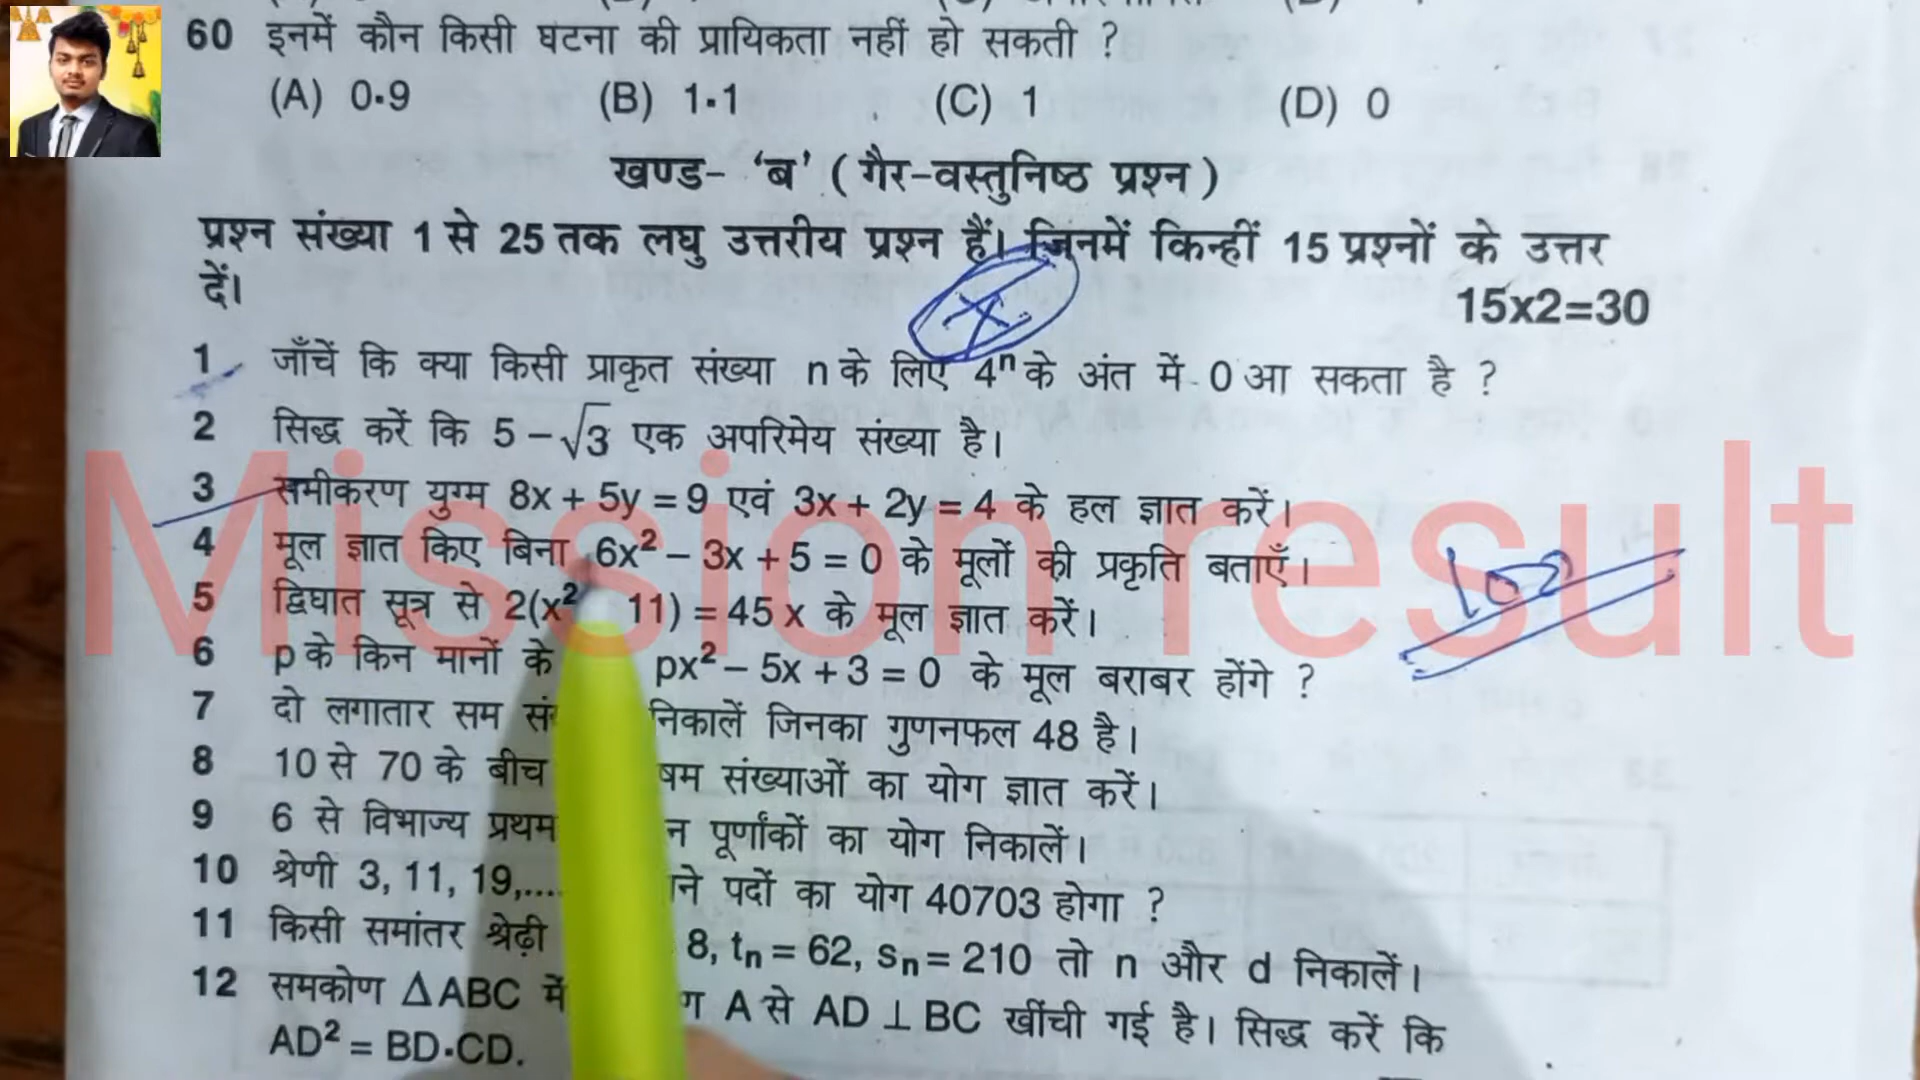 60 इनमें कौन किसी घटना की प्रायिकता नहीं हो सकती ?
(A) 0·9 (B) 1·1 (C) 1 (D) 0
खण्ड- ‘ब’ ( गैर-वस्तुनिष्ठ प्रश्न )
प्रश्न संख्या 1 से 25 तक लघु उत्तरीय प्रश्न हैं। जिनमें किन्हीं 15 प्रश्नों के उत्तर
दें।
15x2=30
1 जाँचें कि क्या किसी प्राकृत संख्या n के लिए 4ⁿ के अंत में 0 आ सकता है ?
2 सिद्ध करें कि 5 – √3 एक अपरिमेय संख्या है।
3 समीकरण युग्म 8x + 5y = 9 एवं 3x + 2y = 4 के हल ज्ञात करें।
4 मूल ज्ञात किए बिना 6x² – 3x + 5 = 0 के मूलों की प्रकृति बताएँ।
5 द्विघात सूत्र से 2(x² 11) = 45 x के मूल ज्ञात करें।
6 p के किन मानों के px² – 5x + 3 = 0 के मूल बराबर होंगे ?
7 दो लगातार सम निकालें जिनका गुणनफल 48 है।
8 10 से 70 के बीच संख्याओं का योग ज्ञात करें।
9 6 से विभाज्य प्रथम पूर्णांकों का योग निकालें।
10 श्रेणी 3, 11, 19,.... पदों का योग 40703 होगा ?
11 किसी समांतर श्रेढ़ी 8, tₙ = 62, sₙ = 210 तो n और d निकालें।
12 समकोण ΔABC में A से AD ⊥ BC खींची गई है। सिद्ध करें कि
AD² = BD·CD.
Mission result